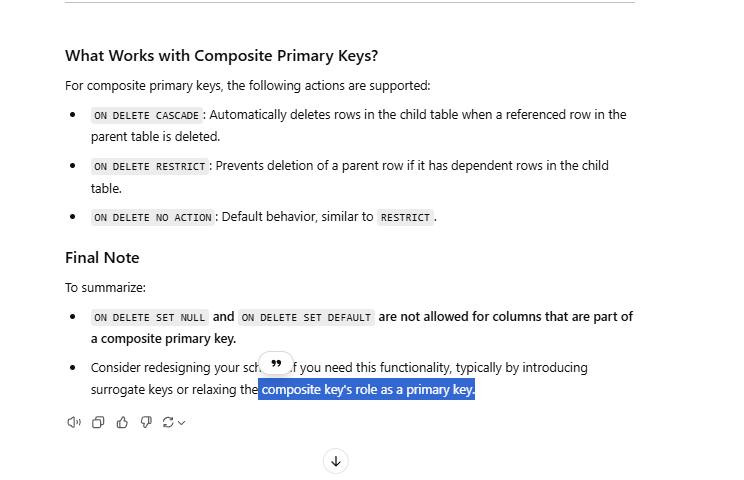 What Works with Composite Primary Keys?
For composite primary keys, the following actions are supported:
ON DELETE CASCADE: Automatically deletes rows in the child table when a referenced row in the
parent table is deleted.
ON DELETE RESTRICT: Prevents deletion of a parent row if it has dependent rows in the child
table.
ON DELETE NO ACTION: Default behavior, similar to RESTRICT.
Final Note
To summarize:
ON DELETE SET NULL and ON DELETE SET DEFAULT are not allowed for columns that are part of
a composite primary key.
Consider redesigning your if you need this functionality, typically by introducing
surrogate keys or relaxing the composite key's role as a primary key.